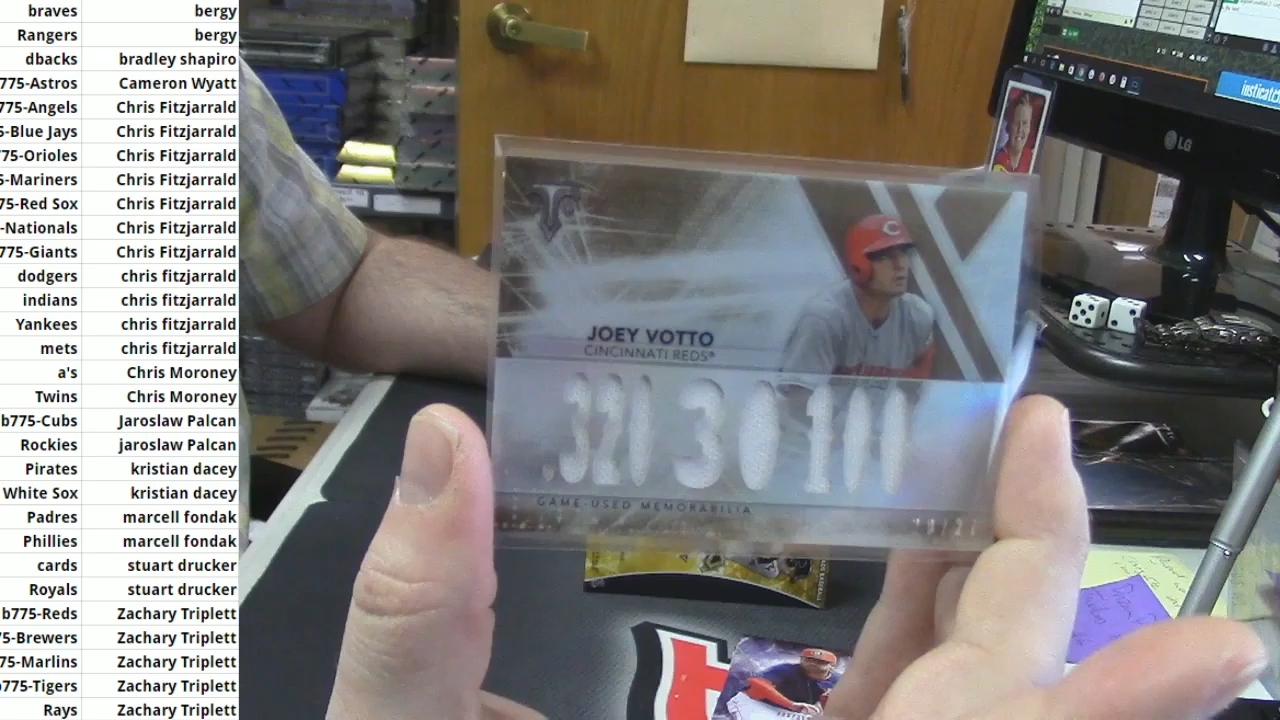 braves bergy
Rangers bergy
dbacks bradley shapiro
775-Astros Cameron Wyatt
775-Angels Chris Fitzjarrald
5-Blue Jays Chris Fitzjarrald
75-Orioles Chris Fitzjarrald
5-Mariners Chris Fitzjarrald
75-Red Sox Chris Fitzjarrald
-Nationals Chris Fitzjarrald
775-Giants Chris Fitzjarrald
dodgers chris fitzjarrald
indians chris fitzjarrald
Yankees chris fitzjarrald
mets chris fitzjarrald
a's Chris Moroney
Twins Chris Moroney
b775-Cubs Jaroslaw Palcan
Rockies jaroslaw Palcan
Pirates kristian dacey
White Sox kristian dacey
Padres marcell fondak
Phillies marcell fondak
cards stuart drucker
Royals stuart drucker
b775-Reds Zachary Triplett
75-Brewers Zachary Triplett
75-Marlins Zachary Triplett
b775-Tigers Zachary Triplett
Rays Zachary Triplett
JOEY VOTTO
CINCINNATI REDS®
GAME-USED MEMORABILIA
LG